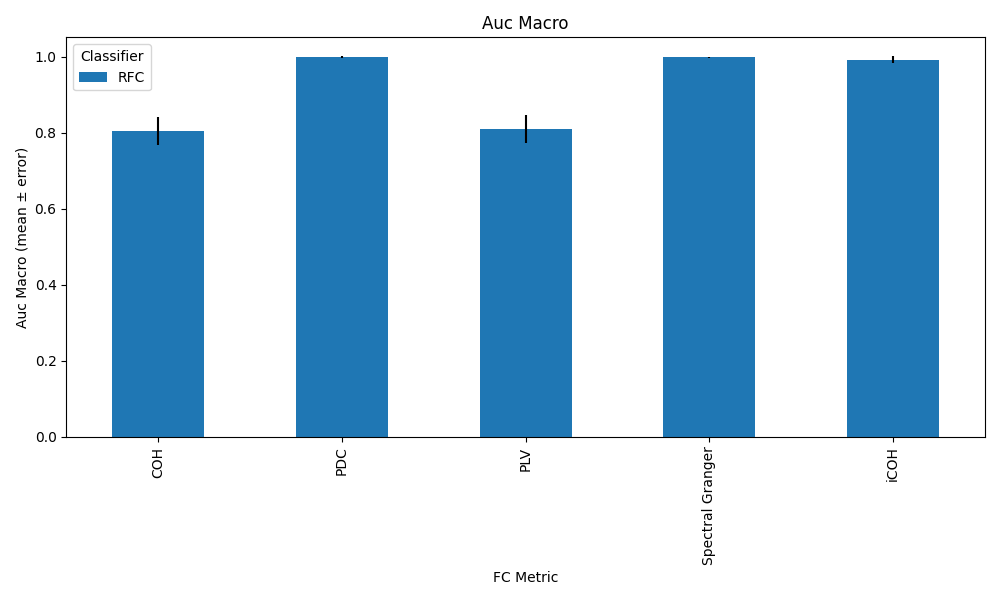 Auc Macro
Classifier
RFC
Auc Macro (mean ± error)
1.0
0.8
0.6
0.4
0.2
0.0
COH
PDC
PLV
Spectral Granger
iCOH
FC Metric